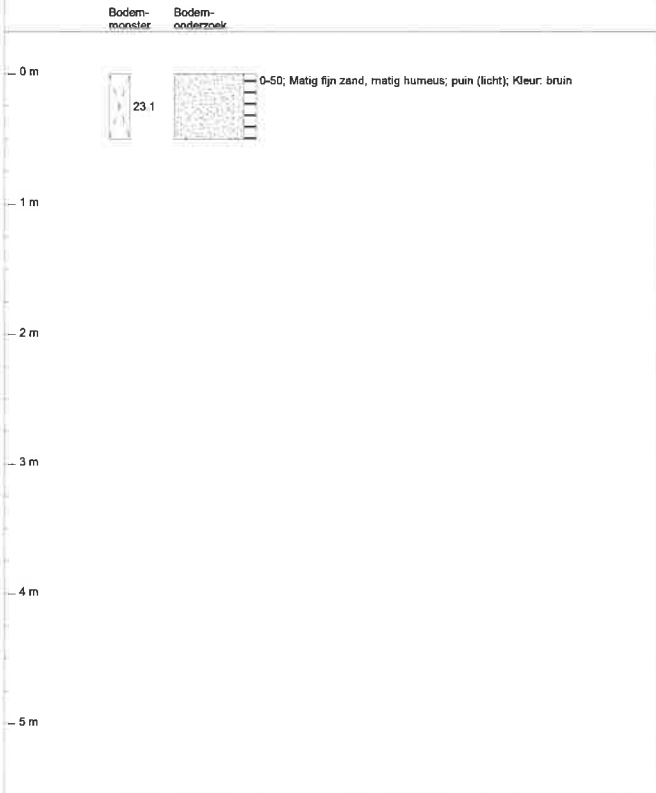 Bodem- Bodem-
monster onderzoek
0 m
0-50; Matig fijn zand, matig humeus; puin (licht); Kleur: bruin
23.1
1 m
2 m
3 m
4 m
5 m